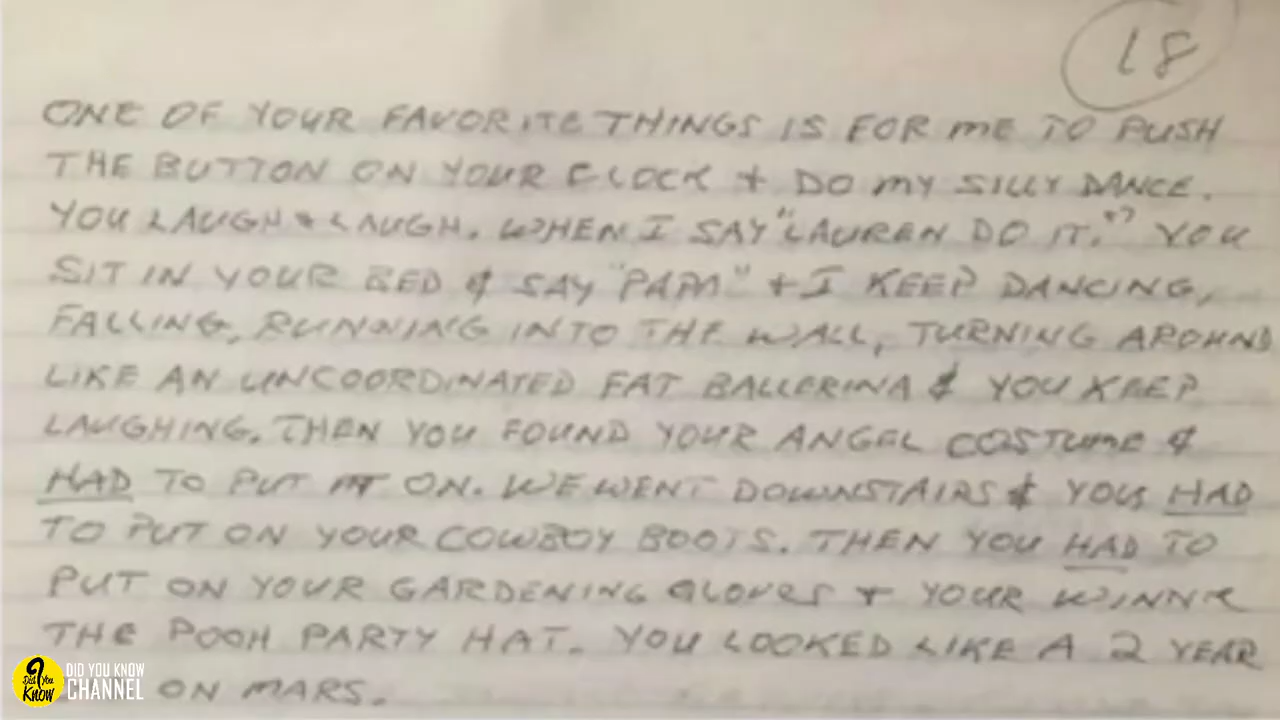 18
ONE OF YOUR FAVORITE THINGS IS FOR ME TO PUSH
THE BUTTON ON YOUR CLOCK + DO MY SILLY DANCE.
YOU LAUGH & LAUGH. WHEN I SAY "LAUREN DO IT." YOU
SIT IN YOUR BED & SAY "PAPA" + I KEEP DANCING,
FALLING, RUNNING INTO THE WALL, TURNING AROUND
LIKE AN UNCOORDINATED FAT BALLERINA & YOU KEEP
LAUGHING. THEN YOU FOUND YOUR ANGEL COSTUME &
HAD TO PUT IT ON. WE WENT DOWNSTAIRS & YOU HAD
TO PUT ON YOUR COWBOY BOOTS. THEN YOU HAD TO
PUT ON YOUR GARDENING GLOVES + YOUR WINNIE
THE POOH PARTY HAT. YOU LOOKED LIKE A 2 YEAR
ON MARS.
Did You Know
DID YOU KNOW
CHANNEL